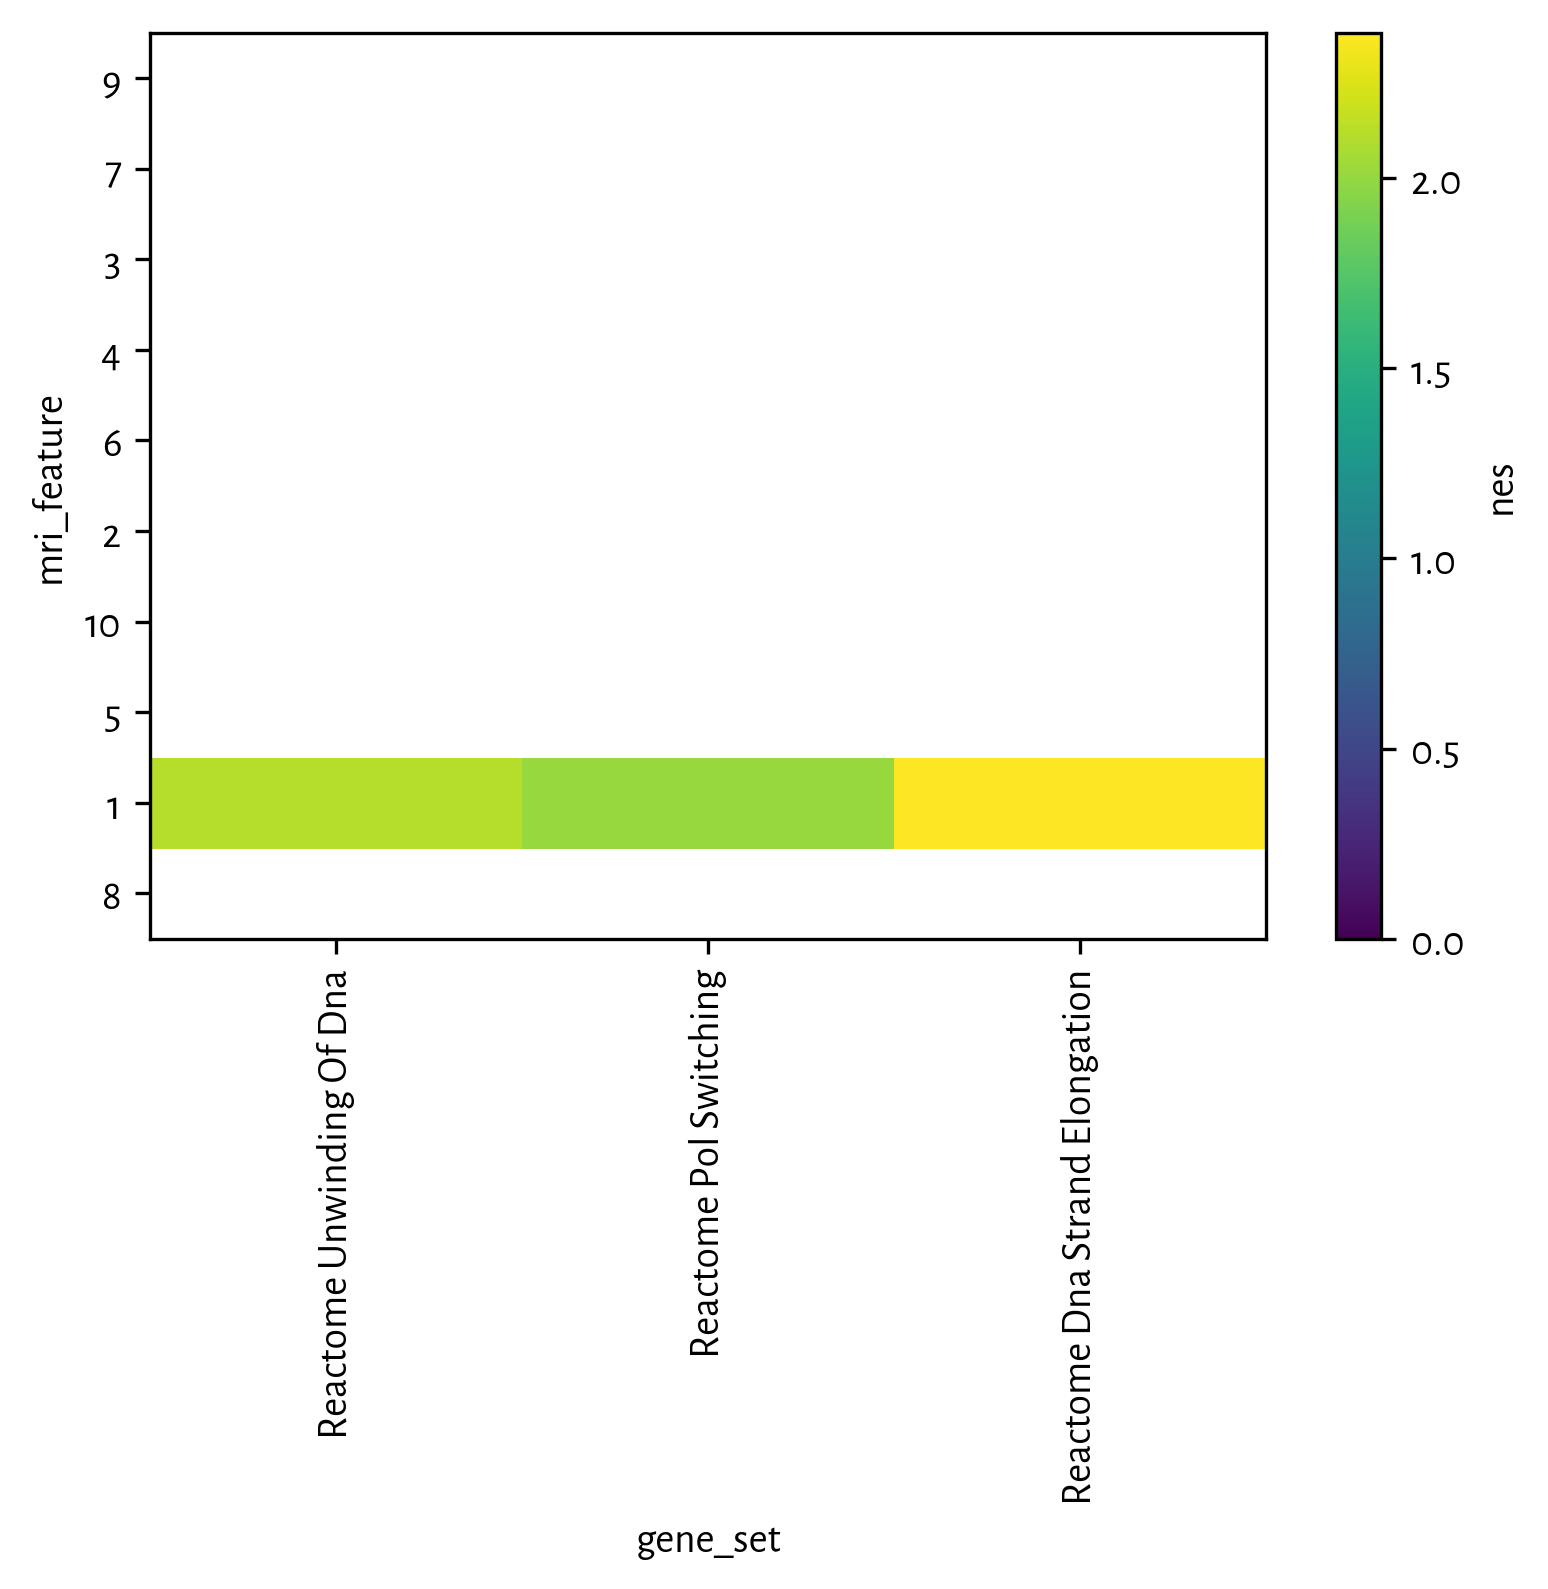 mri_feature
9
7
3
4
6
2
10
5
1
8
Reactome Unwinding Of Dna
Reactome Pol Switching
Reactome Dna Strand Elongation
gene_set
2.0
1.5
1.0
0.5
0.0
nes